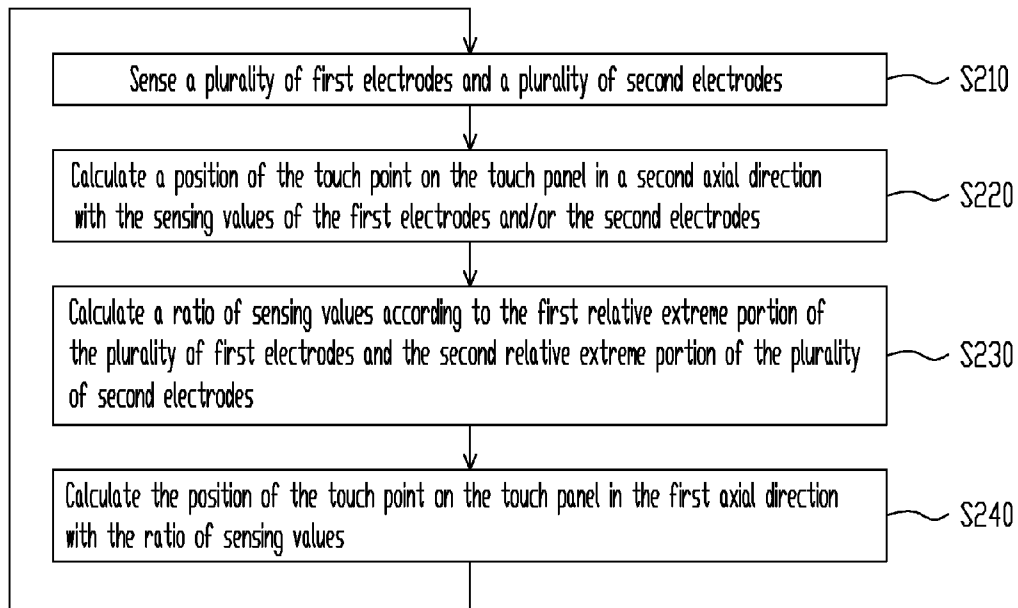 Sense a plurality of first electrodes and a plurality of second electrodes
S210
Calculate a position of the touch point on the touch panel in a second axial direction
with the sensing values of the first electrodes and/or the second electrodes
S220
Calculate a ratio of sensing values according to the first relative extreme portion of
the plurality of first electrodes and the second relative extreme portion of the plurality
of second electrodes
S230
Calculate the position of the touch point on the touch panel in the first axial direction
with the ratio of sensing values
S240